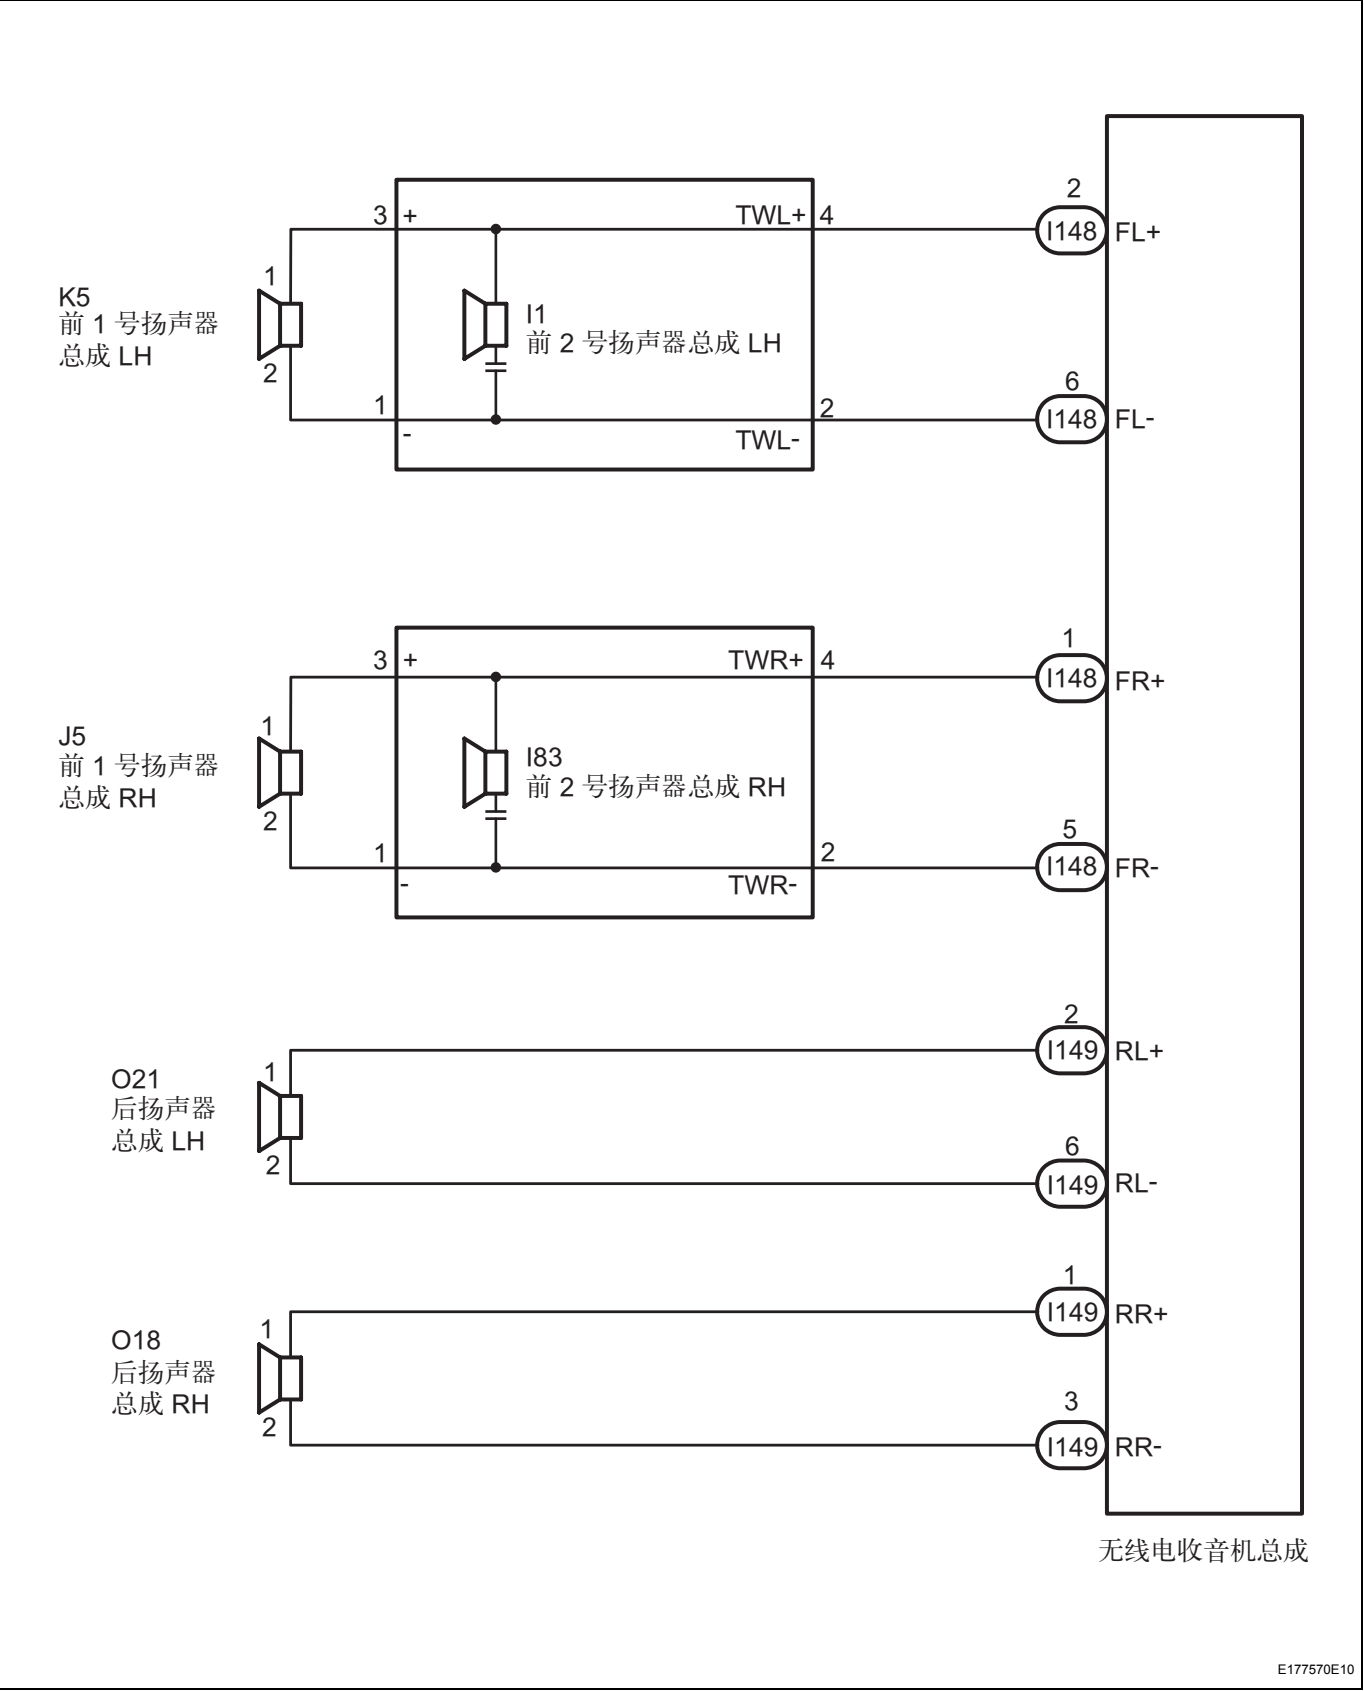 2
3 + TWL+ 4 I148 FL+
1
K5
前 1 号扬声器
总成 LH
2
I1
前 2 号扬声器总成 LH
6
1 - TWL- 2 I148 FL-
1
3 + TWR+ 4 I148 FR+
1
J5
前 1 号扬声器
总成 RH
2
I83
前 2 号扬声器总成 RH
5
1 - TWR- 2 I148 FR-
2
I149 RL+
1
O21
后扬声器
总成 LH
2
6
I149 RL-
1
I149 RR+
1
O18
后扬声器
总成 RH
2
3
I149 RR-
无线电收音机总成
E177570E10